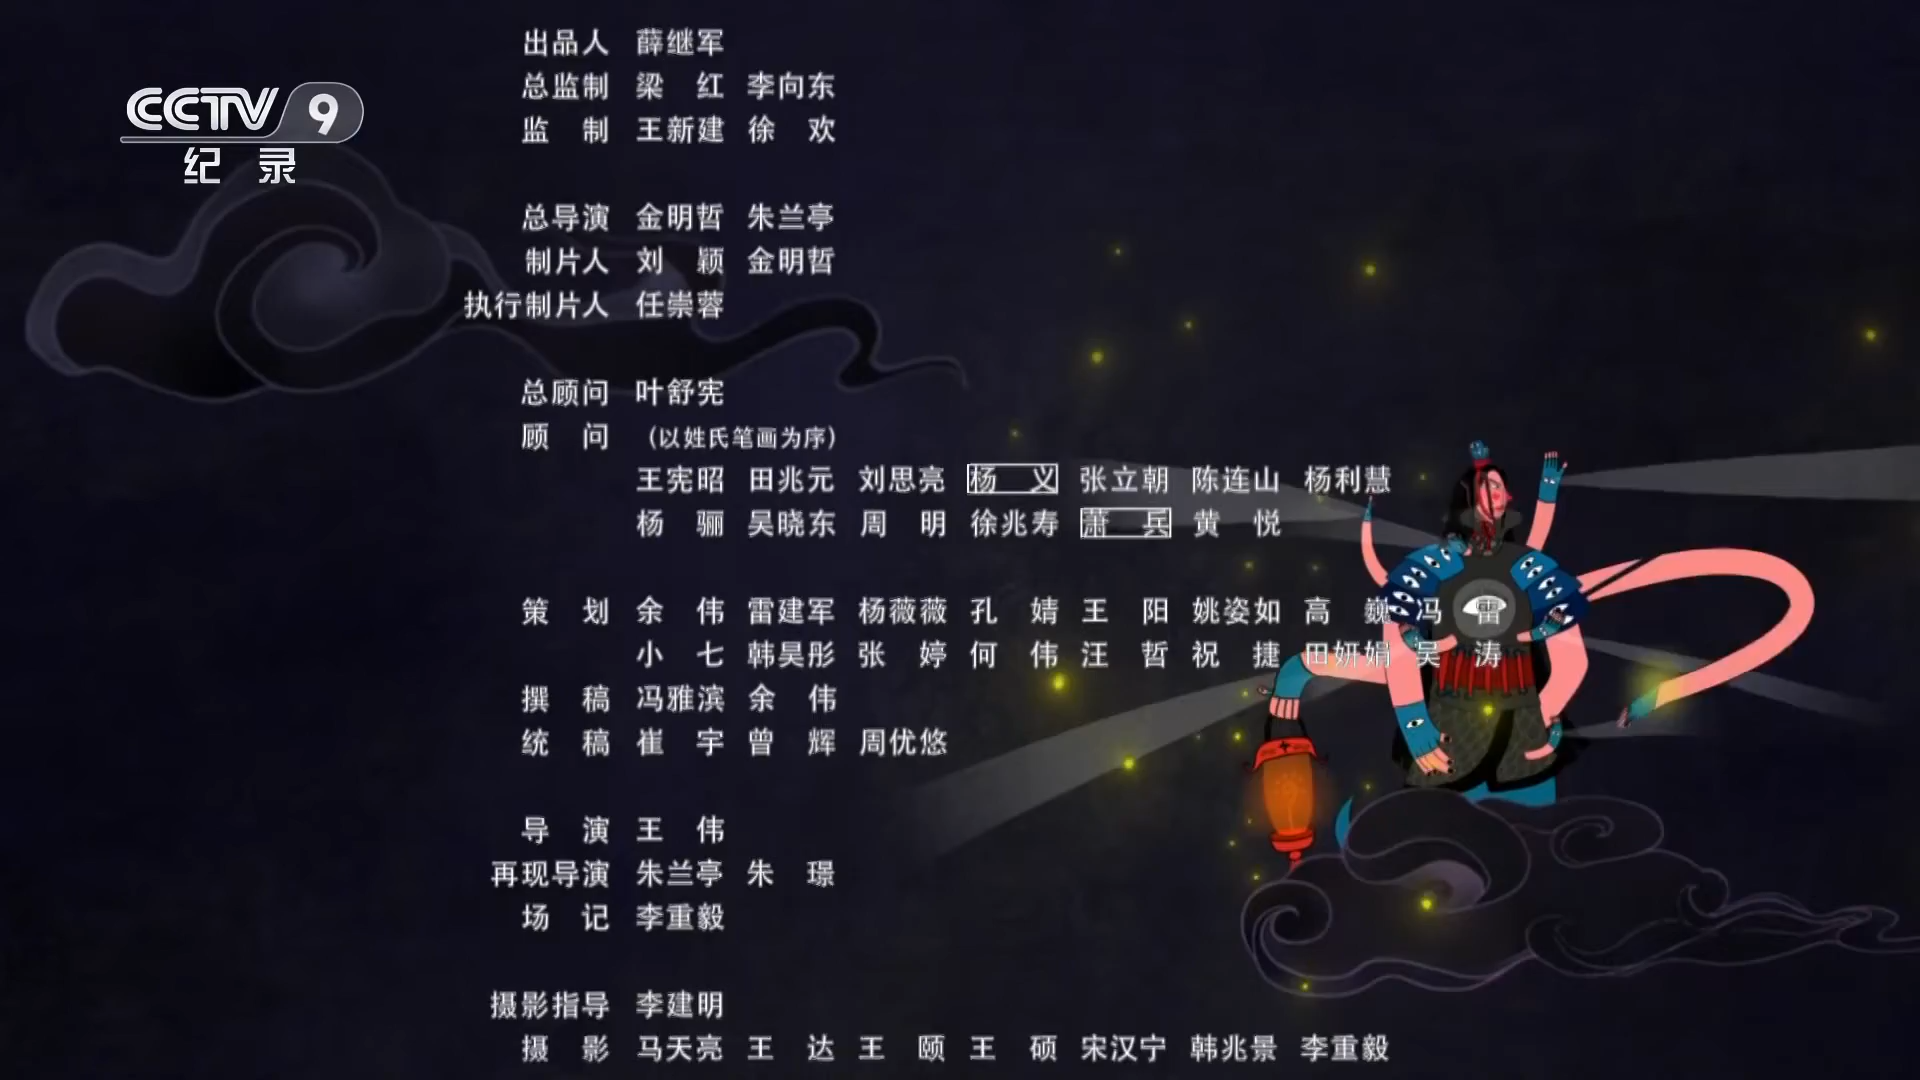 CCTV 9
纪 录
出品人 薛继军
总监制 梁 红 李向东
监 制 王新建 徐 欢
总导演 金明哲 朱兰亭
制片人 刘 颖 金明哲
执行制片人 任崇蓉
总顾问 叶舒宪
顾 问 (以姓氏笔画为序)
王宪昭 田兆元 刘思亮 杨 义 张立朝 陈连山 杨利慧
杨 骊 吴晓东 周 明 徐兆寿 萧 兵 黄 悦
策 划 余 伟 雷建军 杨薇薇 孔 婧 王 阳 姚姿如 高 巍 冯 雷
小 七 韩昊彤 张 婷 何 伟 汪 哲 祝 捷 田妍娟 吴 涛
撰 稿 冯雅滨 余 伟
统 稿 崔 宇 曾 辉 周优悠
导 演 王 伟
再现导演 朱兰亭 朱 璟
场 记 李重毅
摄影指导 李建明
摄 影 马天亮 王 达 王 颐 王 硕 宋汉宁 韩兆景 李重毅